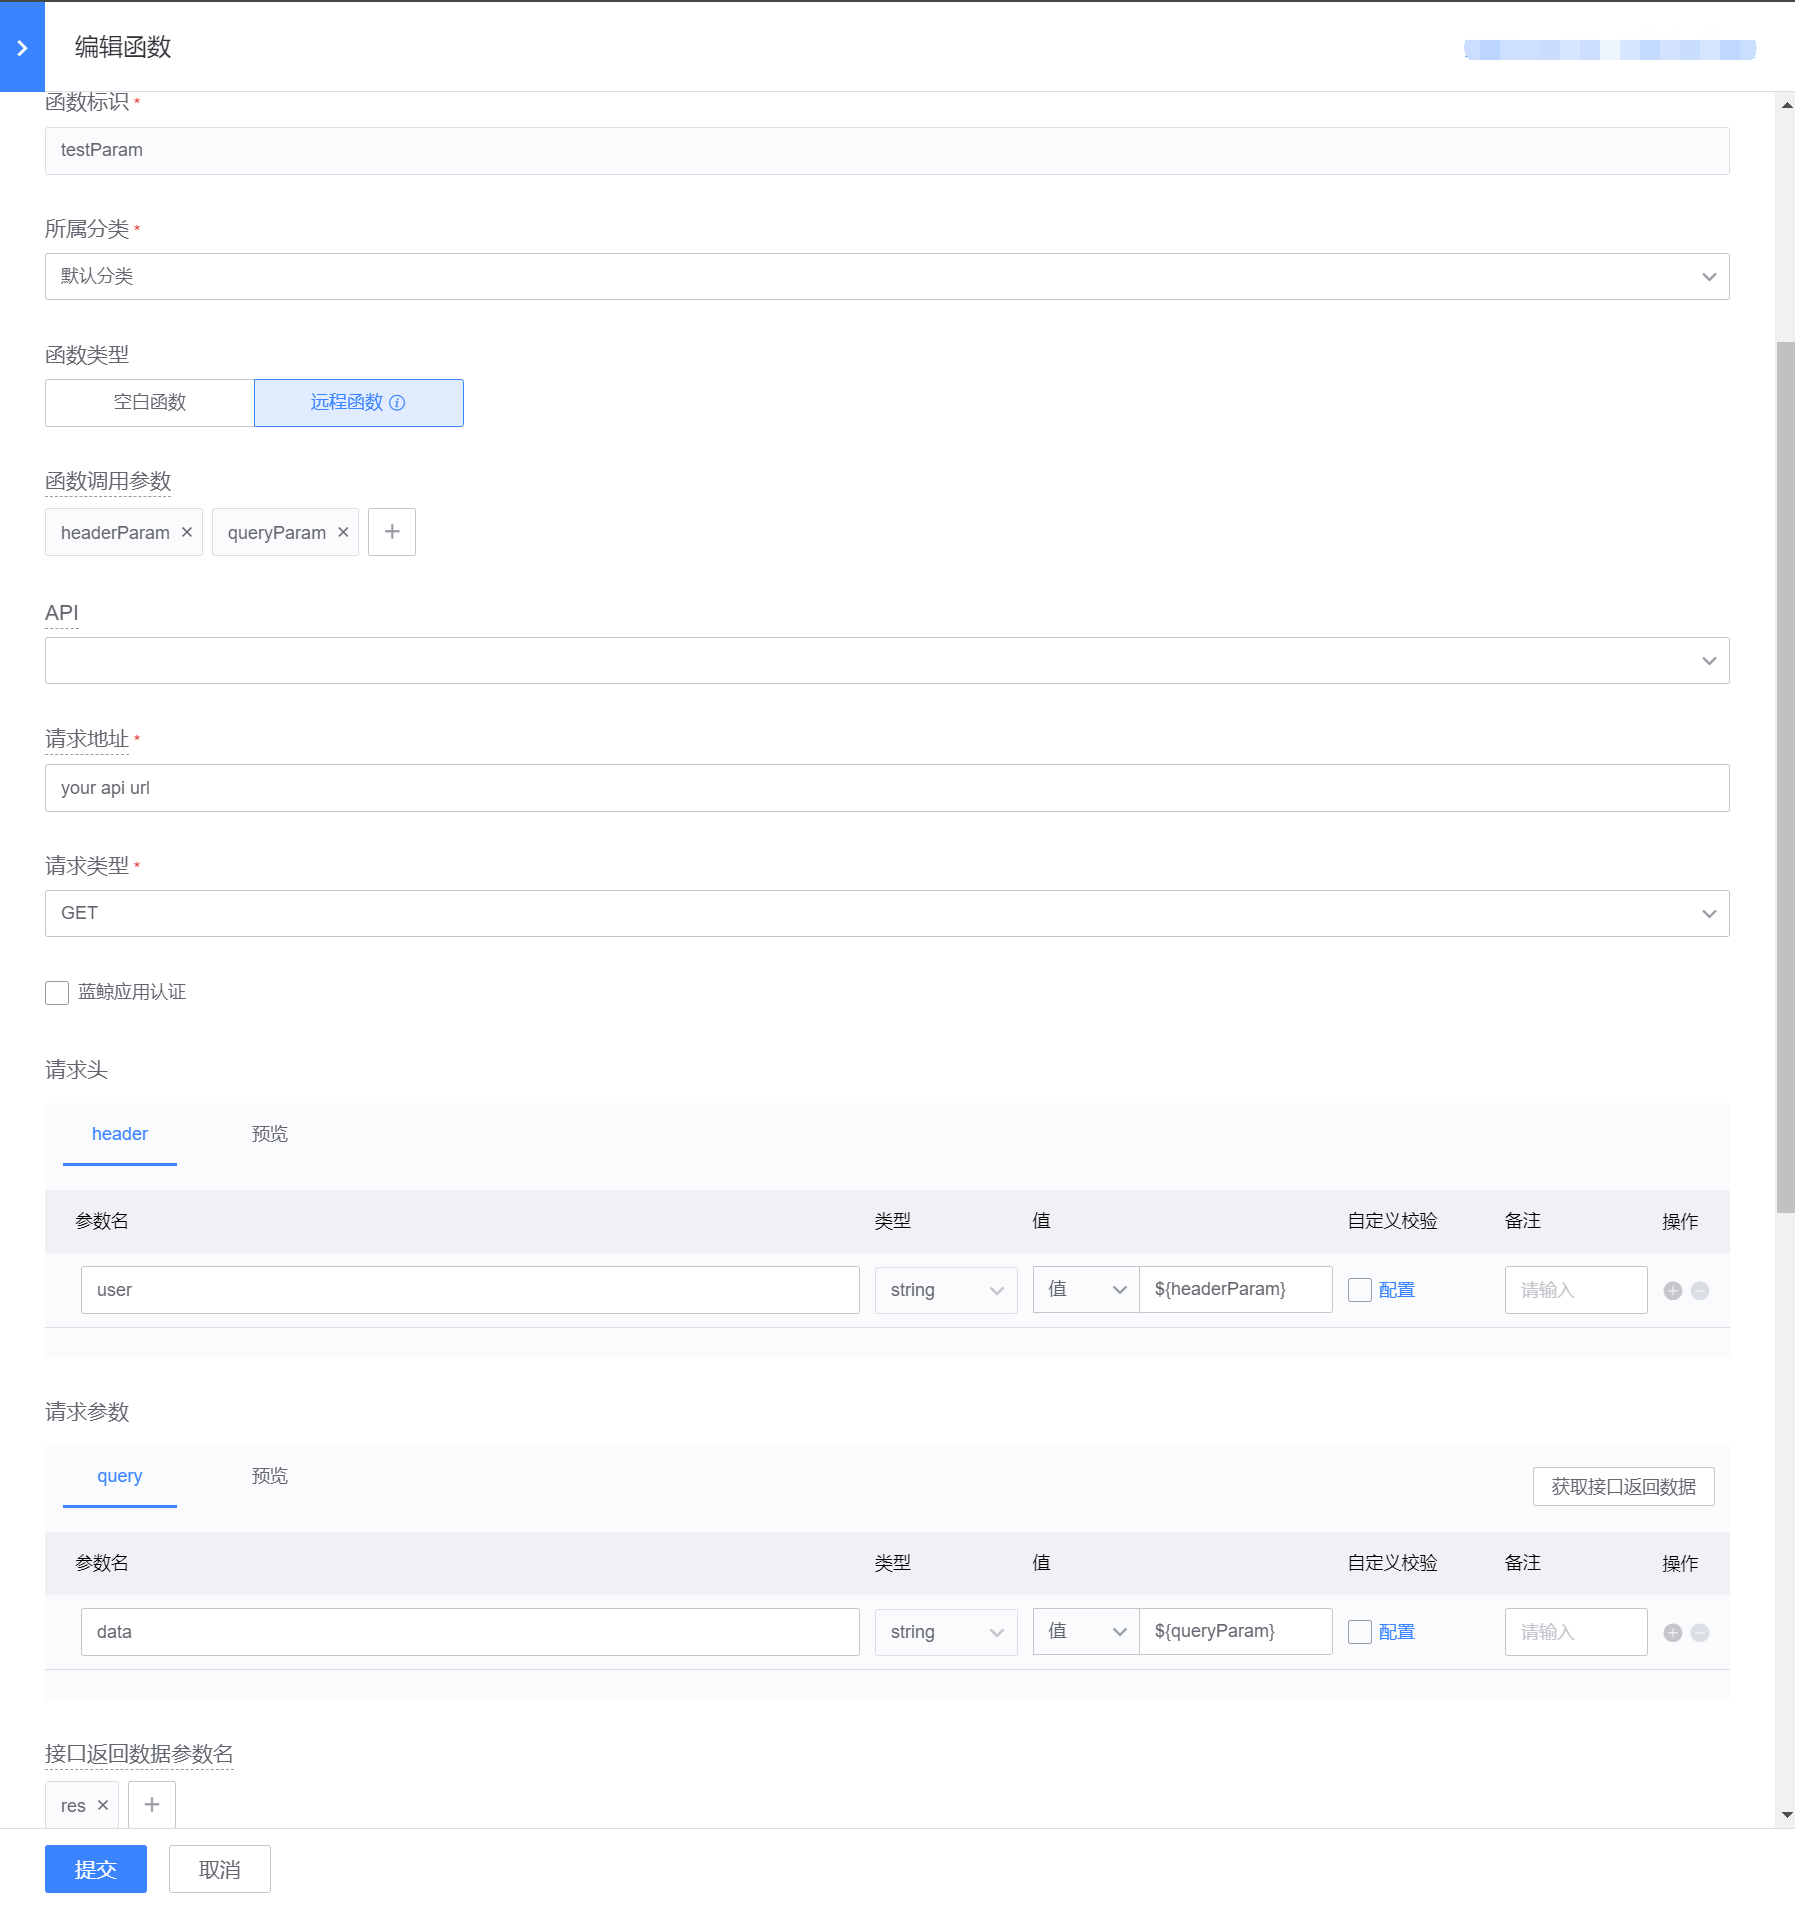 编辑函数
函数标识 *
testParam
所属分类 *
默认分类
函数类型
空白函数 远程函数
函数调用参数
headerParam × queryParam × +
API
请求地址 *
your api url
请求类型 *
GET
蓝鲸应用认证
请求头
header 预览
参数名 类型 值 自定义校验 备注 操作
user string 值 ${headerParam} 配置 请输入
请求参数
query 预览 获取接口返回数据
参数名 类型 值 自定义校验 备注 操作
data string 值 ${queryParam} 配置 请输入
接口返回数据参数名
res × +
提交 取消